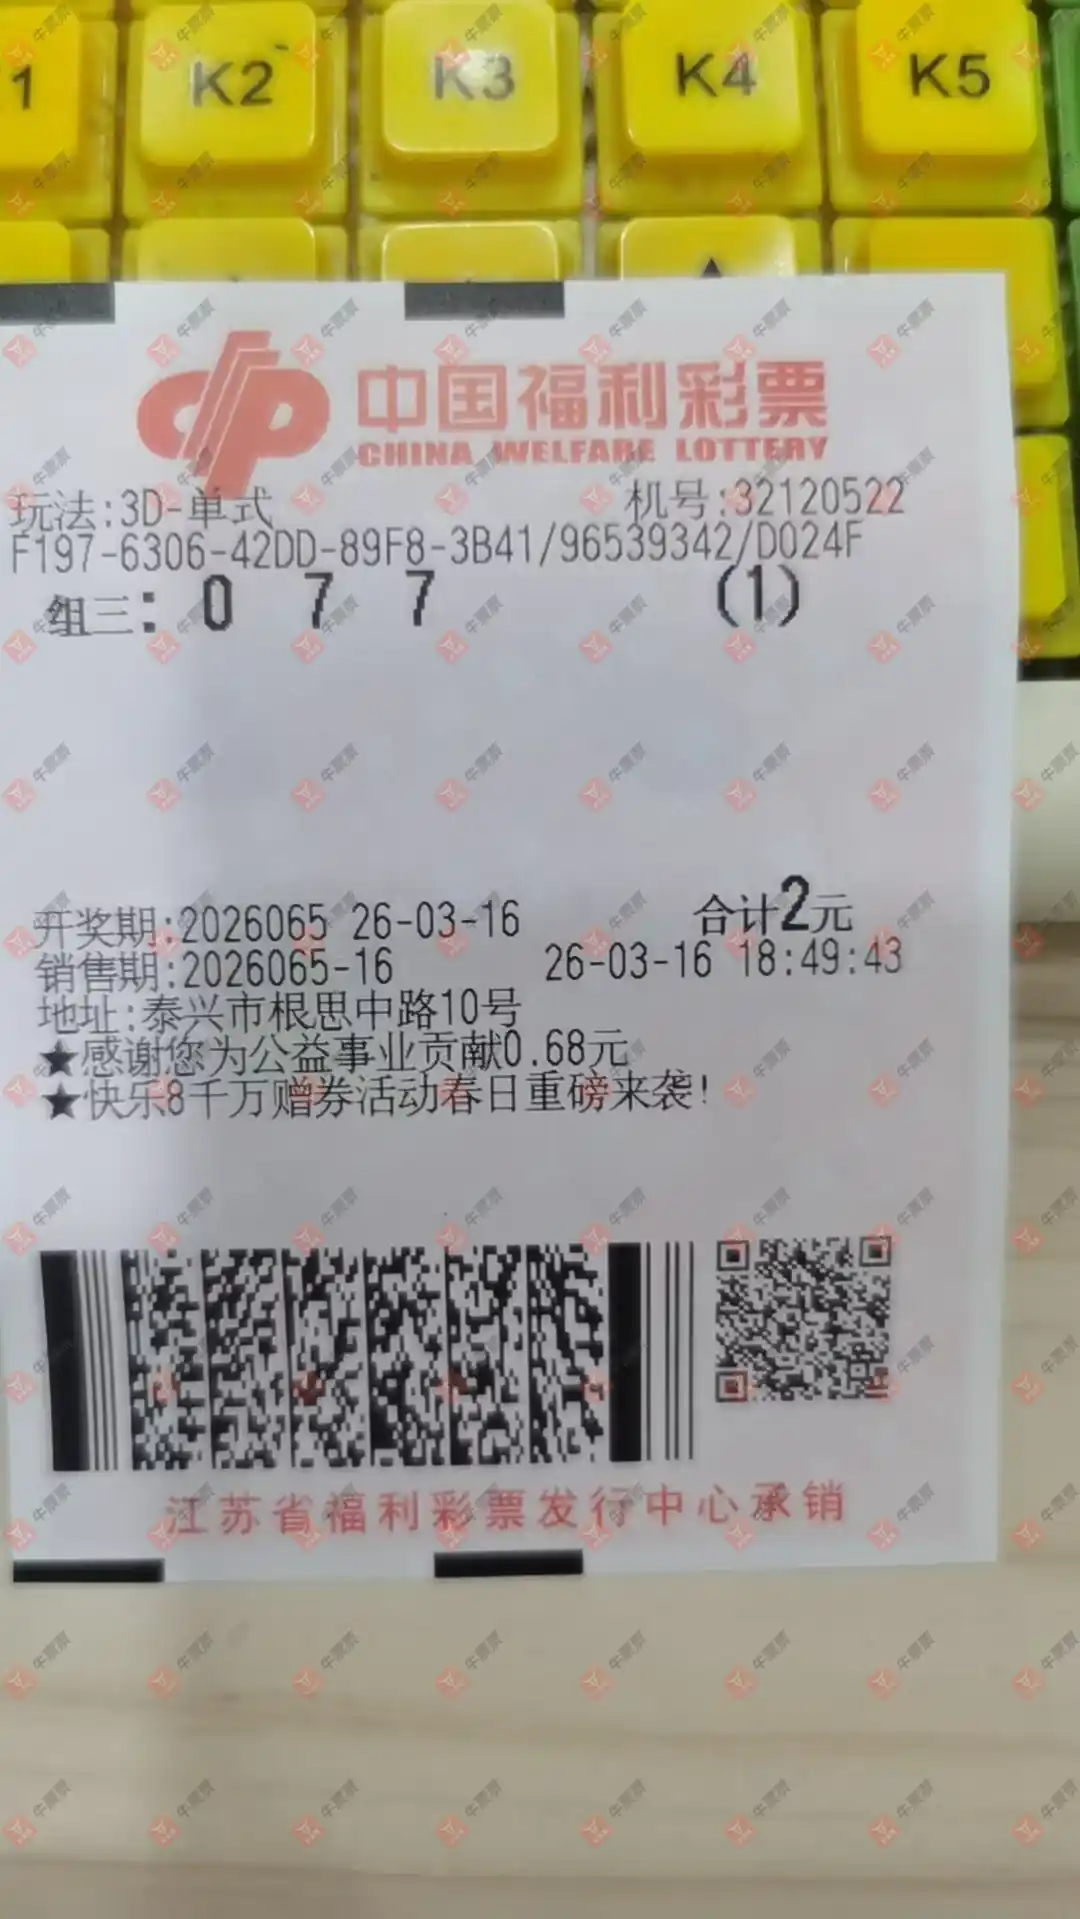 1 K2 K3 K4 K5
中国福利彩票
CHINA WELFARE LOTTERY
玩法:3D-单式 机号:32120522
F197-6306-42DD-89F8-3B41/96539342/D024F
组三: 0 7 7 (1)
开奖期:2026065 26-03-16 合计2元
销售期:2026065-16 26-03-16 18:49:43
地址:泰兴市根思中路10号
★感谢您为公益事业贡献0.68元
★快乐8千万赠券活动春日重磅来袭!
江苏省福利彩票发行中心承销
牛票票